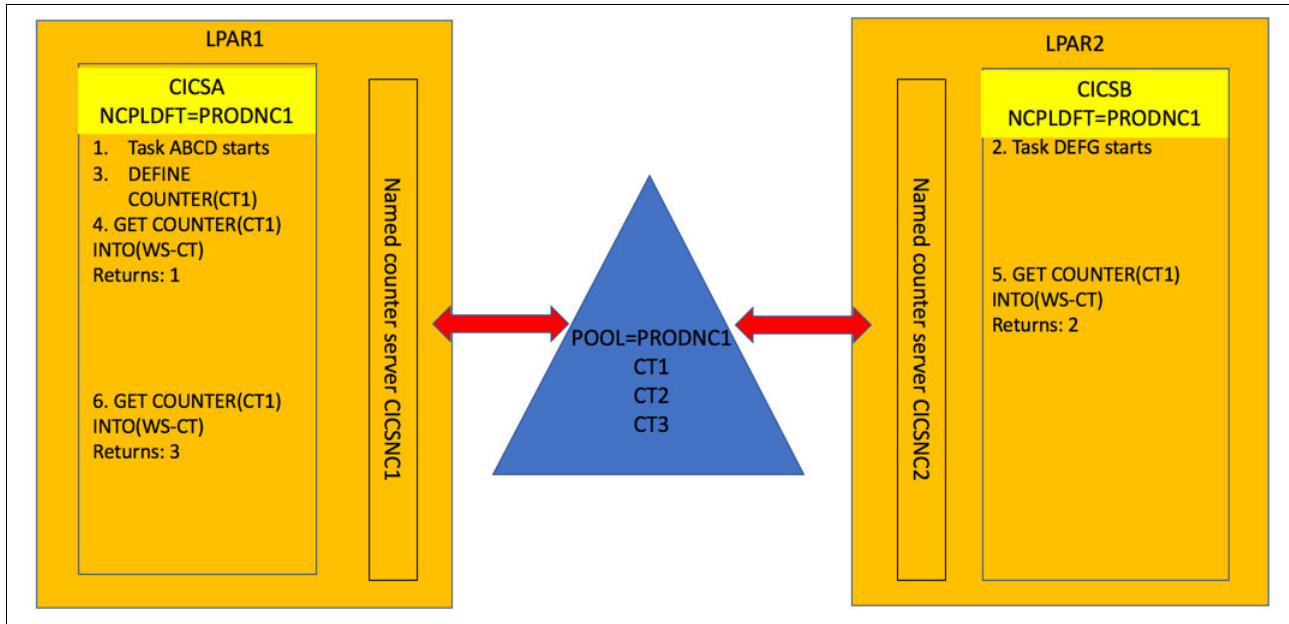 LPAR1
CICSA
NCPLDFT=PRODNC1
1. Task ABCD starts
3. DEFINE
COUNTER(CT1)
4. GET COUNTER(CT1)
INTO(WS-CT)
Returns: 1
6. GET COUNTER(CT1)
INTO(WS-CT)
Returns: 3
Named counter server CICSNC1
POOL=PRODNC1
CT1
CT2
CT3
LPAR2
Named counter server CICSNC2
CICSB
NCPLDFT=PRODNC1
2. Task DEFG starts
5. GET COUNTER(CT1)
INTO(WS-CT)
Returns: 2